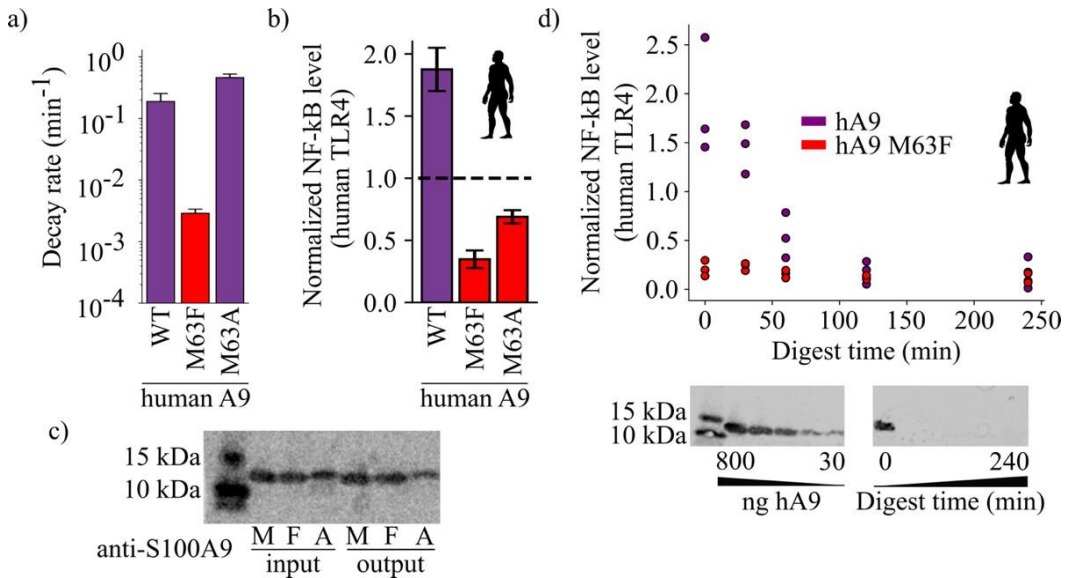 a)
Decay rate (min-1)
10^0
10^-1
10^-2
10^-3
10^-4
WT
M63F
M63A
human A9
b)
Normalized NF-kB level
(human TLR4)
2.0
1.5
1.0
0.5
0.0
WT
M63F
M63A
human A9
c)
15 kDa
10 kDa
anti-S100A9
M F A M F A
input output
d)
Normalized NF-kB level
(human TLR4)
2.5
2.0
1.5
1.0
0.5
0.0
hA9
hA9 M63F
0 50 100 150 200 250
Digest time (min)
15 kDa
10 kDa
800 30 0 240
ng hA9 Digest time (min)